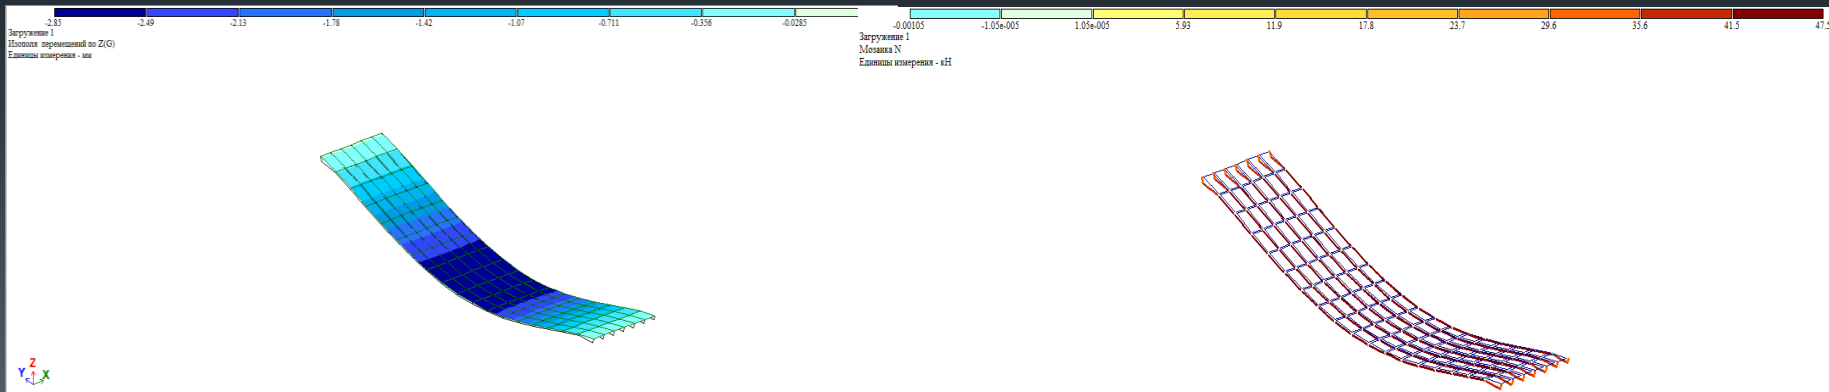 -2.85 -2.49 -2.13 -1.78 -1.42 -1.07 -0.711 -0.356 -0.0285
Загружение 1
Изополя перемещений по Z(G)
Единицы измерения - мм
-0.00105 -1.05e-005 1.05e-005 5.93 11.9 17.8 23.7 29.6 35.6 41.5 47.5
Загружение 1
Мозаика N
Единицы измерения - кН
Z
Y X